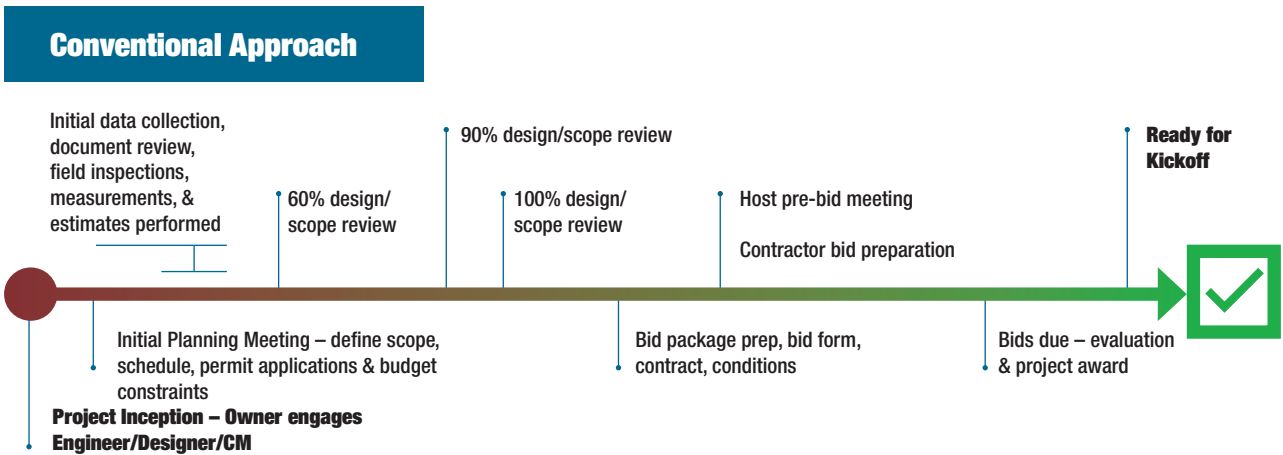 Conventional Approach
Initial data collection,
document review,
field inspections,
measurements, &
estimates performed
60% design/
scope review
90% design/scope review
100% design/
scope review
Host pre-bid meeting
Contractor bid preparation
Ready for
Kickoff
Initial Planning Meeting – define scope,
schedule, permit applications & budget
constraints
Project Inception – Owner engages
Engineer/Designer/CM
Bid package prep, bid form,
contract, conditions
Bids due – evaluation
& project award